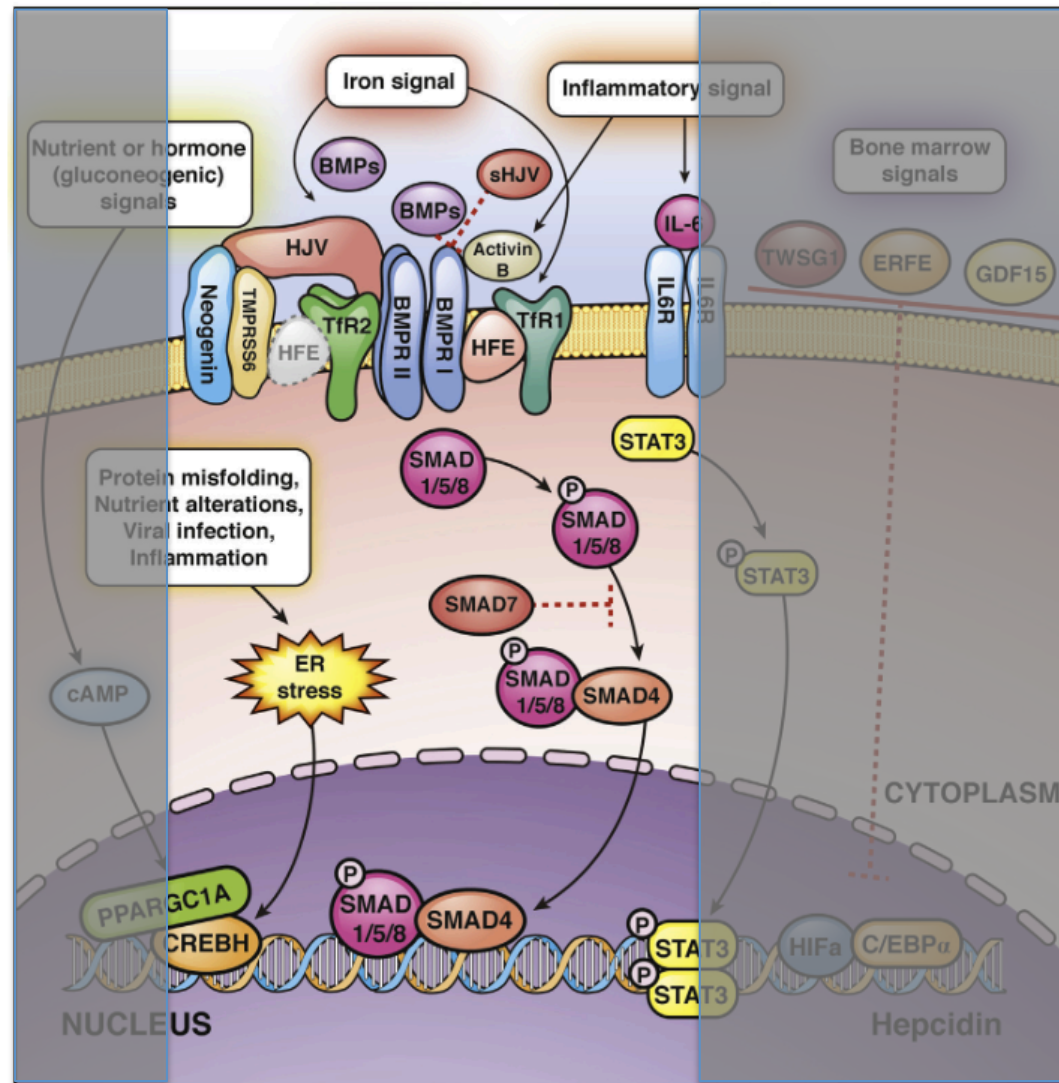 Iron signal
Inflammatory signal
Nutrient or hormone
(gluconeogenic)
signals
Bone marrow
signals
BMPs
sHJV
BMPs
IL-6
HJV
Activin
B
TWSG1
ERFE
GDF15
Neogenin
TMPRSS6
HFE
TfR2
BMPR II
BMPR I
HFE
TfR1
IL6R
IL6R
STAT3
SMAD
1/5/8
P
SMAD
1/5/8
Protein misfolding,
Nutrient alterations,
Viral infection,
Inflammation
P
STAT3
SMAD7
ER
stress
P
SMAD
1/5/8
SMAD4
cAMP
CYTOPLASM
PPARGC1A
CREBH
P
SMAD
1/5/8
SMAD4
P
STAT3
P
STAT3
HIFa
C/EBPα
NUCLEUS
Hepcidin